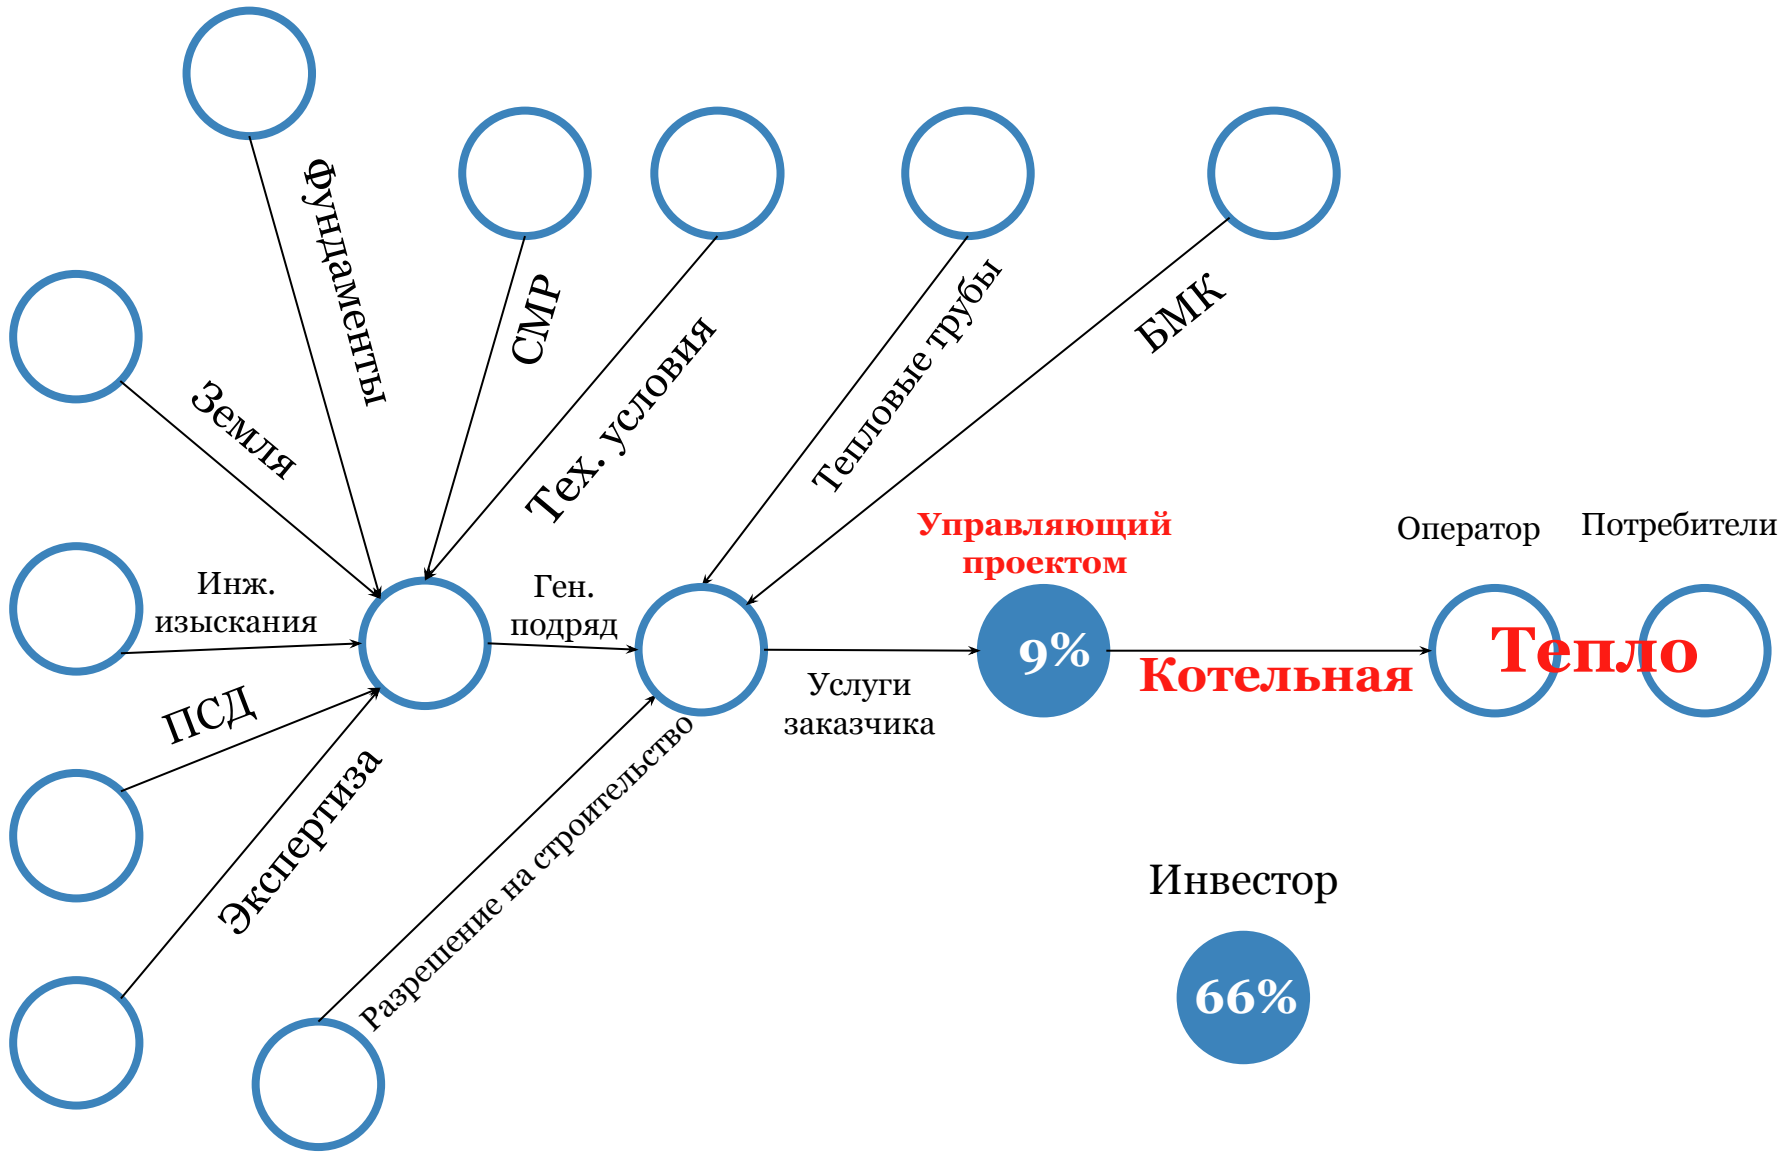 Фундаменты
СМР
Тех. условия
Тепловые трубы
БМК
Земля
Управляющий
проектом
Оператор
Потребители
Инж.
изыскания
Ген.
подряд
9%
Котельная
Тепло
Услуги
заказчика
ПСД
Экспертиза
Разрешение на строительство
Инвестор
66%